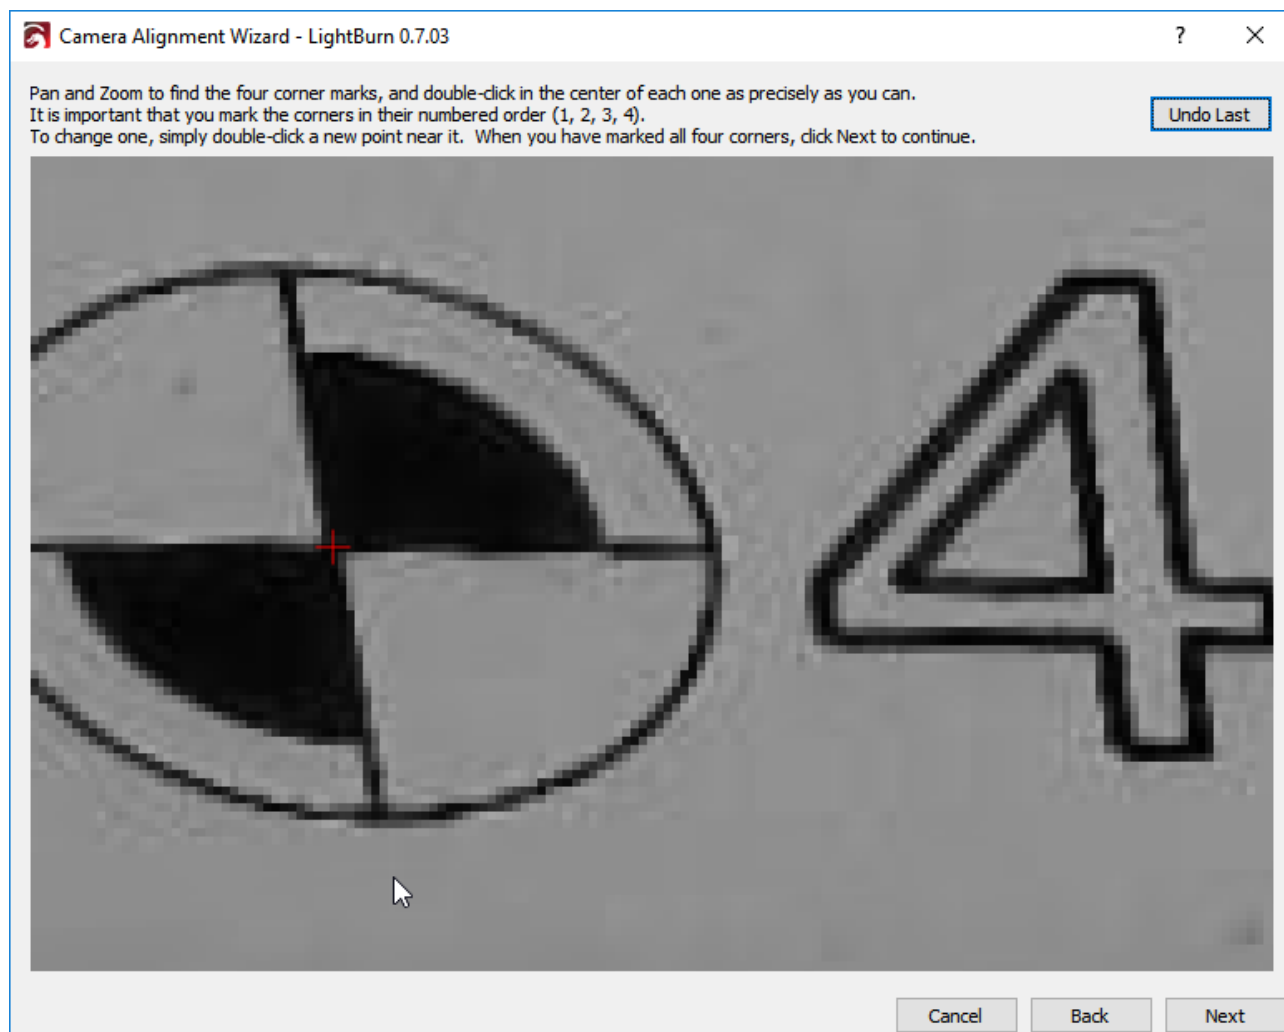 Camera Alignment Wizard - LightBurn 0.7.03
?
Pan and Zoom to find the four corner marks, and double-click in the center of each one as precisely as you can.
It is important that you mark the corners in their numbered order (1, 2, 3, 4).
To change one, simply double-click a new point near it.  When you have marked all four corners, click Next to continue.
Undo Last
4
Cancel
Back
Next